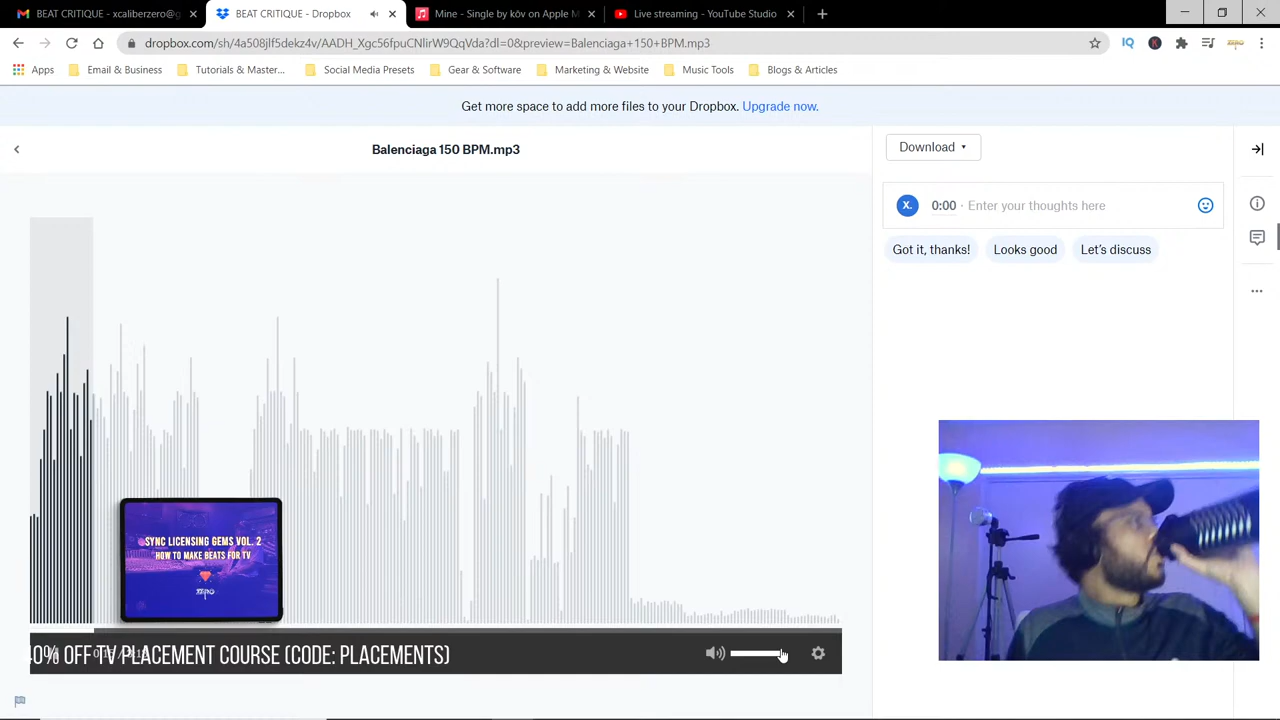 BEAT CRITIQUE - xcaliberzero@g
BEAT CRITIQUE - Dropbox
Mine - Single by kôv on Apple M
Live streaming - YouTube Studio
dropbox.com/sh/4a508jlf5dekz4v/AADH_Xgc56fpuCNlirW9QqVda?dl=0&preview=Balenciaga+150+BPM.mp3
Apps
Email & Business
Tutorials & Master...
Social Media Presets
Gear & Software
Marketing & Website
Music Tools
Blogs & Articles
Get more space to add more files to your Dropbox. Upgrade now.
Balenciaga 150 BPM.mp3
Download
X.
0:00 · Enter your thoughts here
Got it, thanks!
Looks good
Let's discuss
SYNC LICENSING GEMS VOL. 2
HOW TO MAKE BEATS FOR TV
XZERO
40% OFF TV PLACEMENT COURSE (CODE: PLACEMENTS)